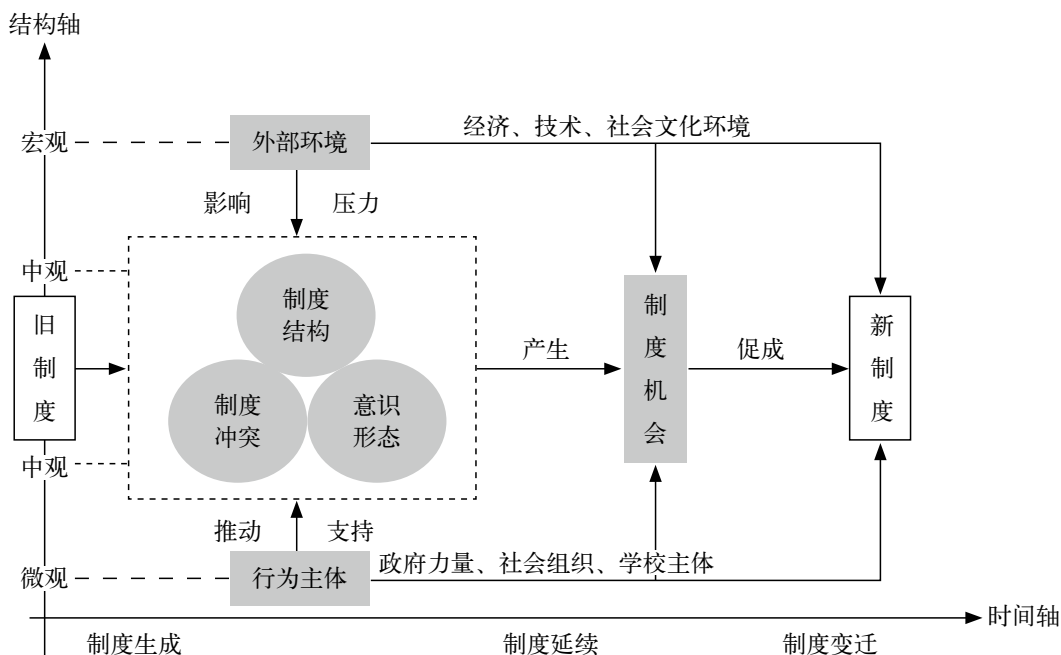 结构轴
宏观
外部环境
经济、技术、社会文化环境
影响
压力
中观
制度
结构
旧制度
制度
冲突
意识
形态
产生
制度机会
促成
新制度
中观
推动
支持
微观
行为主体
政府力量、社会组织、学校主体
时间轴
制度生成
制度延续
制度变迁